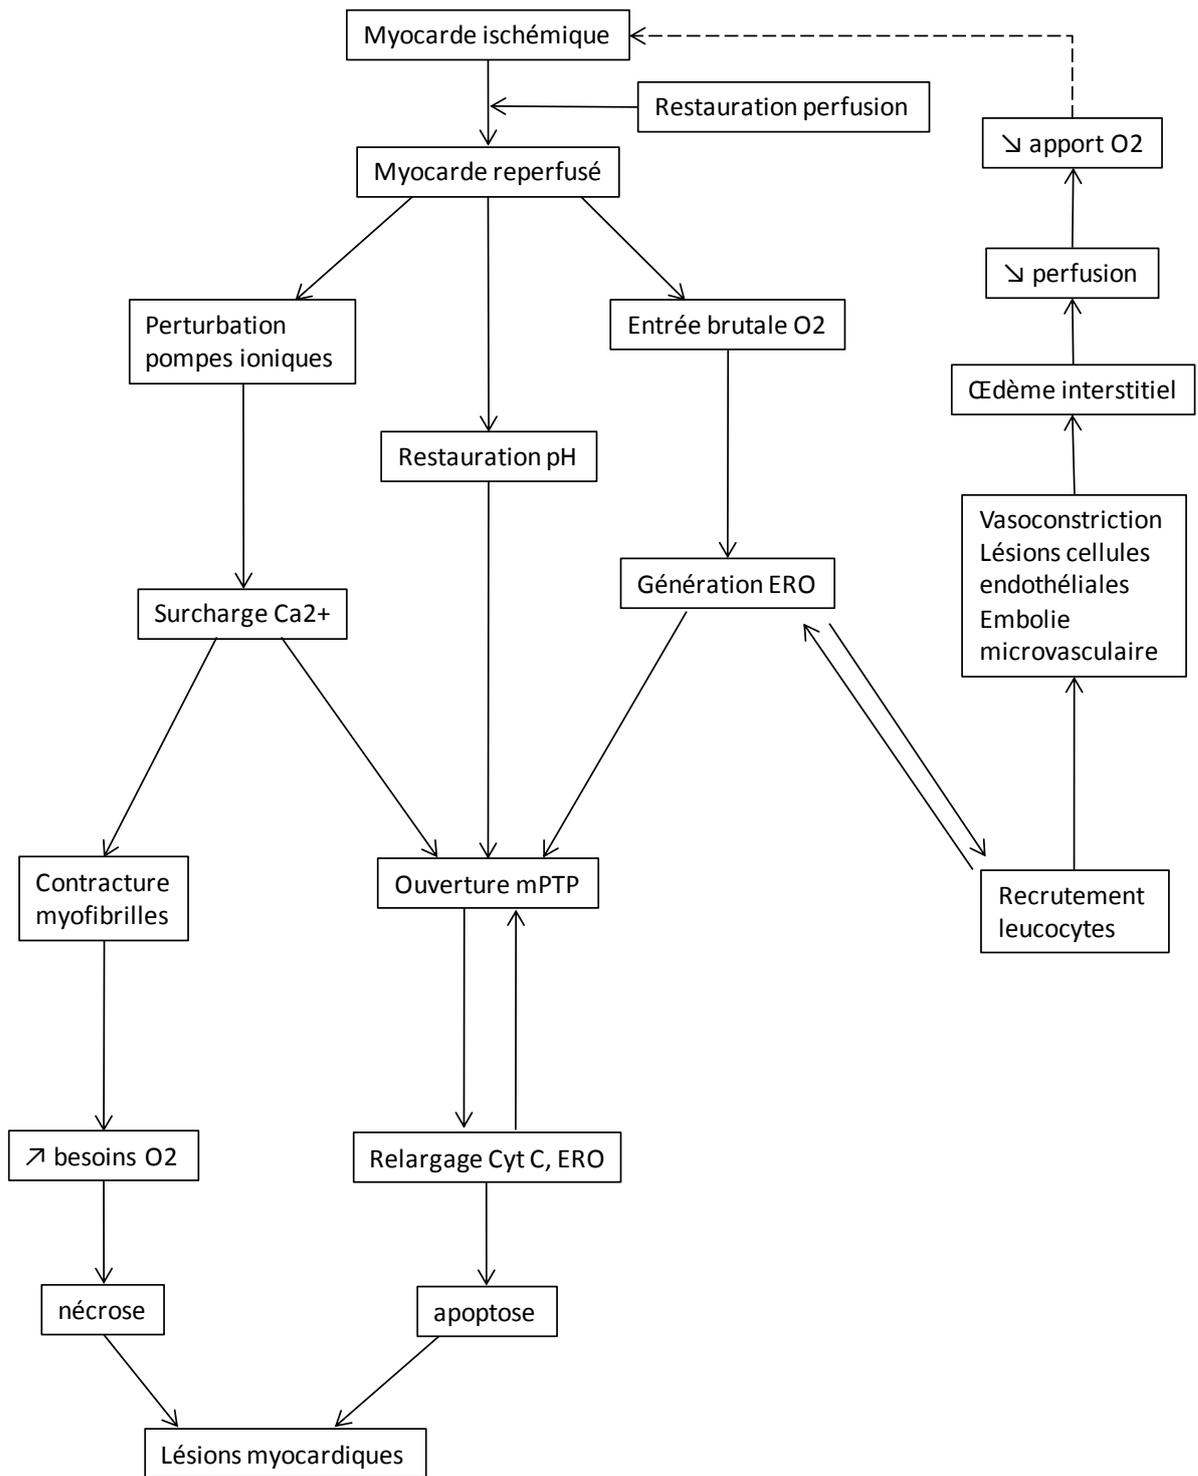 Myocarde ischémique
Restauration perfusion
↘ apport O2
Myocarde reperfusé
↘ perfusion
Perturbation
pompes ioniques
Entrée brutale O2
Œdème interstitiel
Restauration pH
Vasoconstriction
Lésions cellules
endothéliales
Embolie
microvasculaire
Génération ERO
Surcharge Ca2+
Contracture
myofibrilles
Ouverture mPTP
Recrutement
leucocytes
↗ besoins O2
Relargage Cyt C, ERO
nécrose
apoptose
Lésions myocardiques